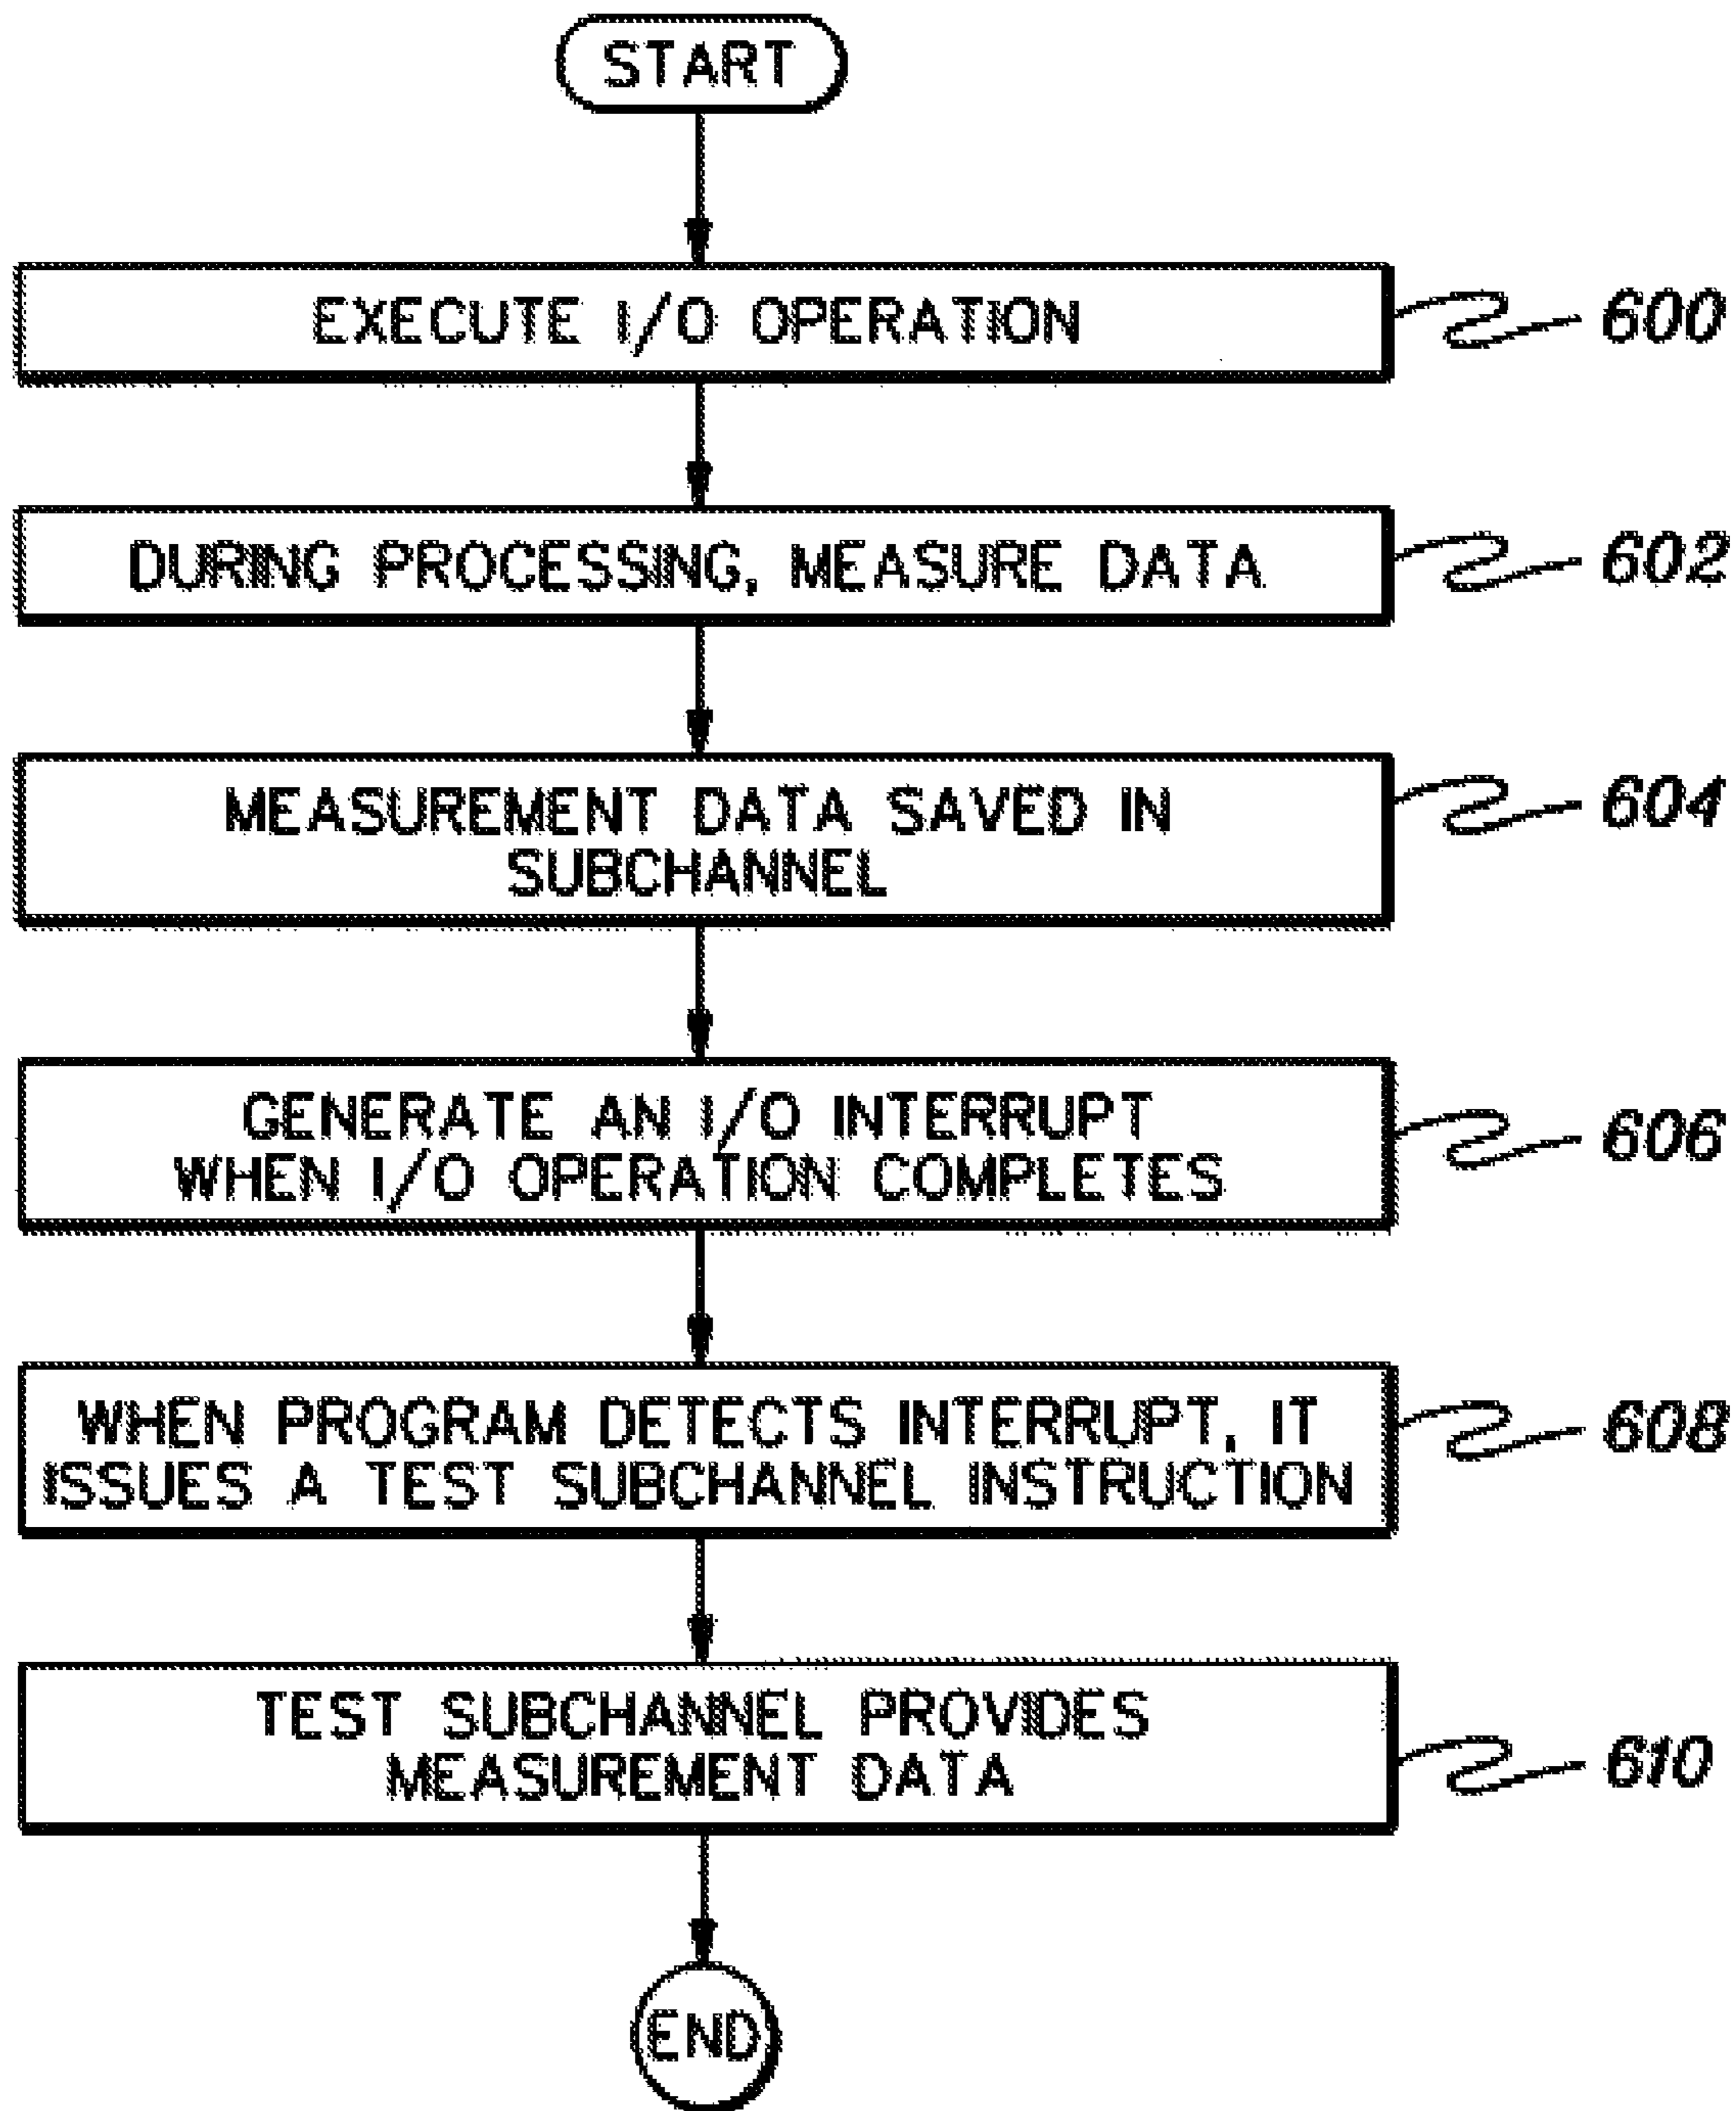 START
EXECUTE I/O OPERATION
600
DURING PROCESSING, MEASURE DATA
602
MEASUREMENT DATA SAVED IN
SUBCHANNEL
604
GENERATE AN I/O INTERRUPT
WHEN I/O OPERATION COMPLETES
606
WHEN PROGRAM DETECTS INTERRUPT, IT
ISSUES A TEST SUBCHANNEL INSTRUCTION
608
TEST SUBCHANNEL PROVIDES
MEASUREMENT DATA
610
END